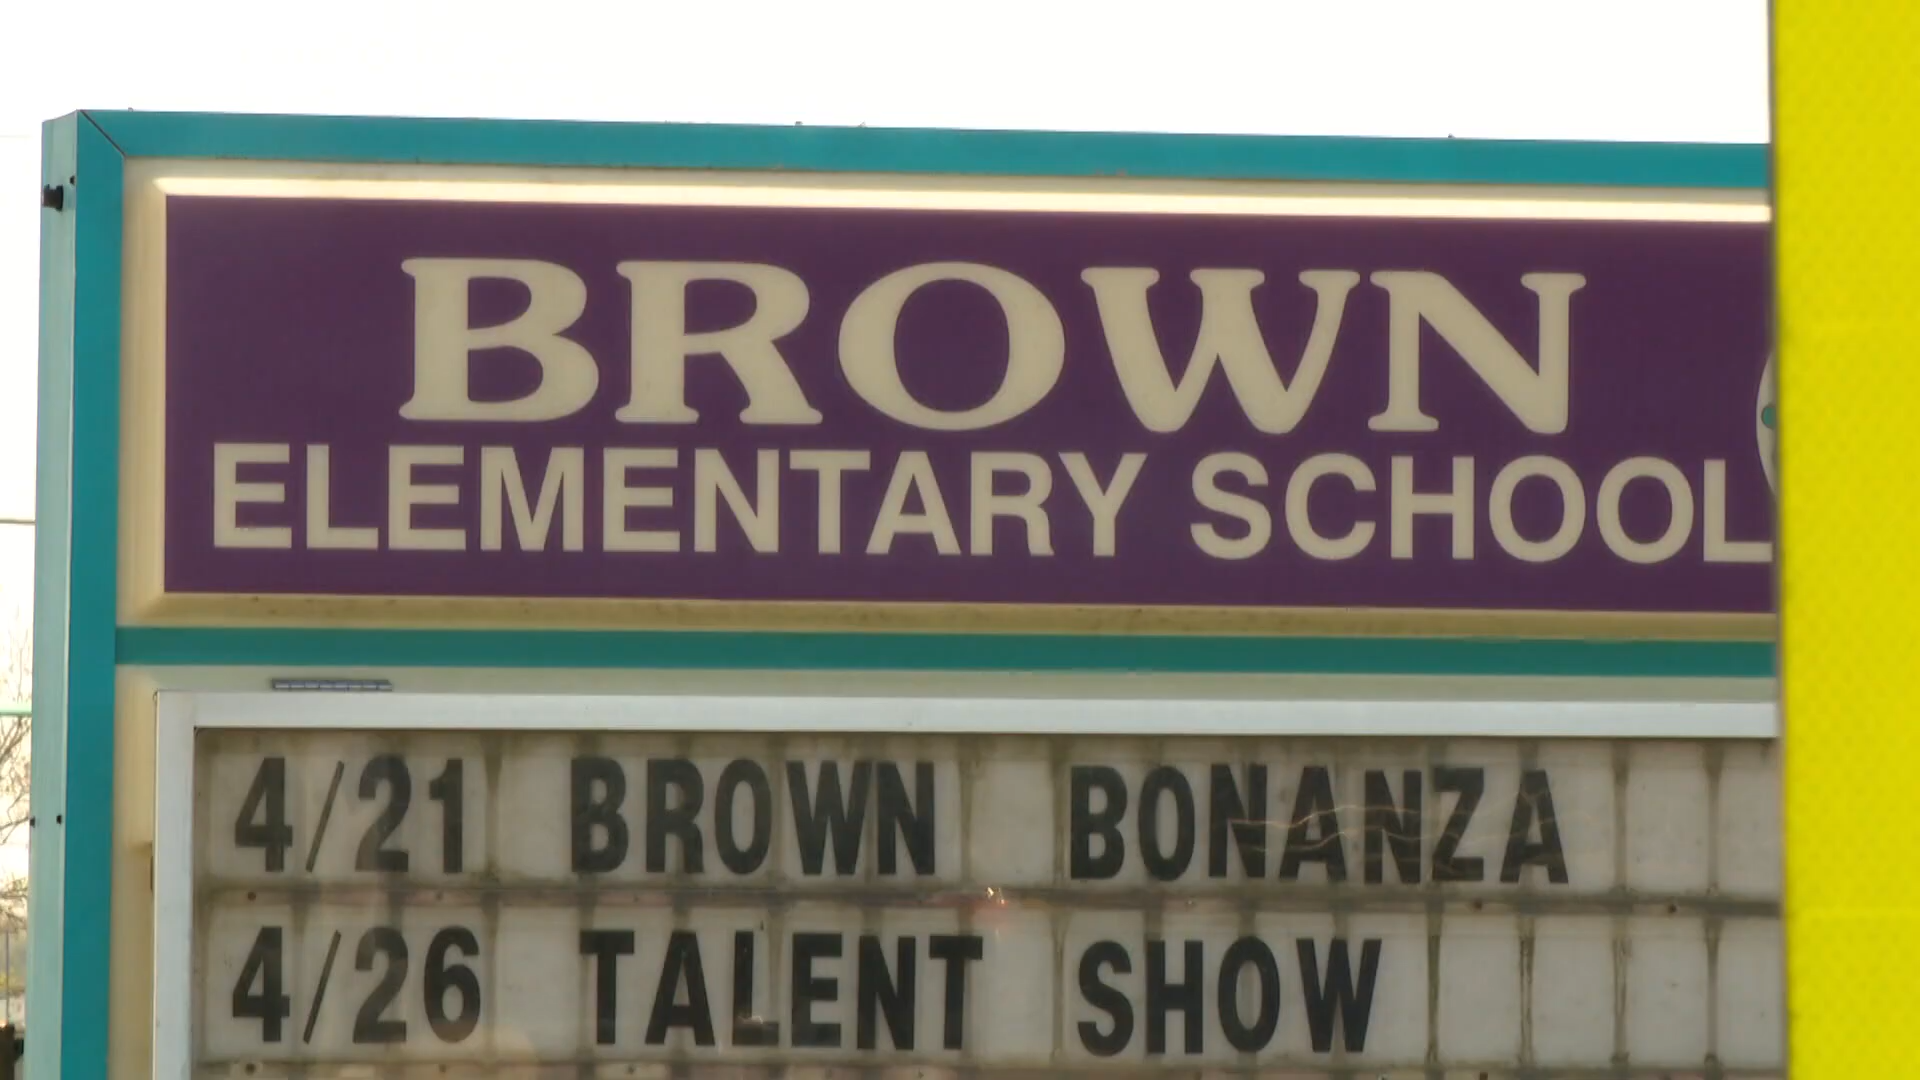 BROWN
ELEMENTARY SCHOOL
4/21 BROWN BONANZA
4/26 TALENT SHOW